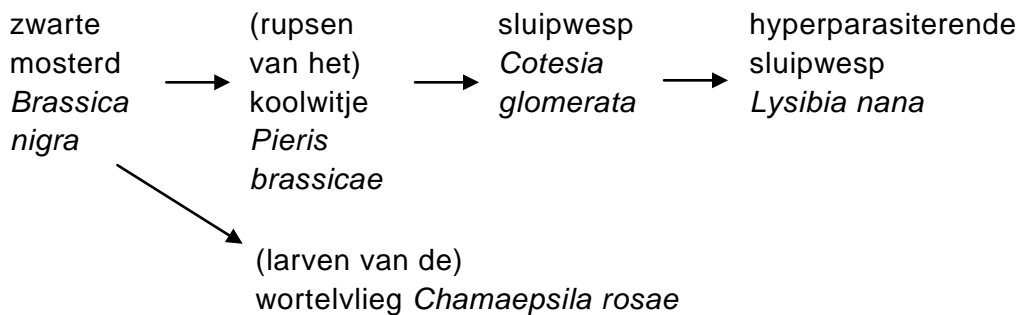 zwarte
mosterd
Brassica
nigra
(rupsen
van het)
koolwitje
Pieris
brassicae
sluipwesp
Cotesia
glomerata
hyperparasiterende
sluipwesp
Lysibia nana
(larven van de)
wortelvlieg Chamaepsila rosae